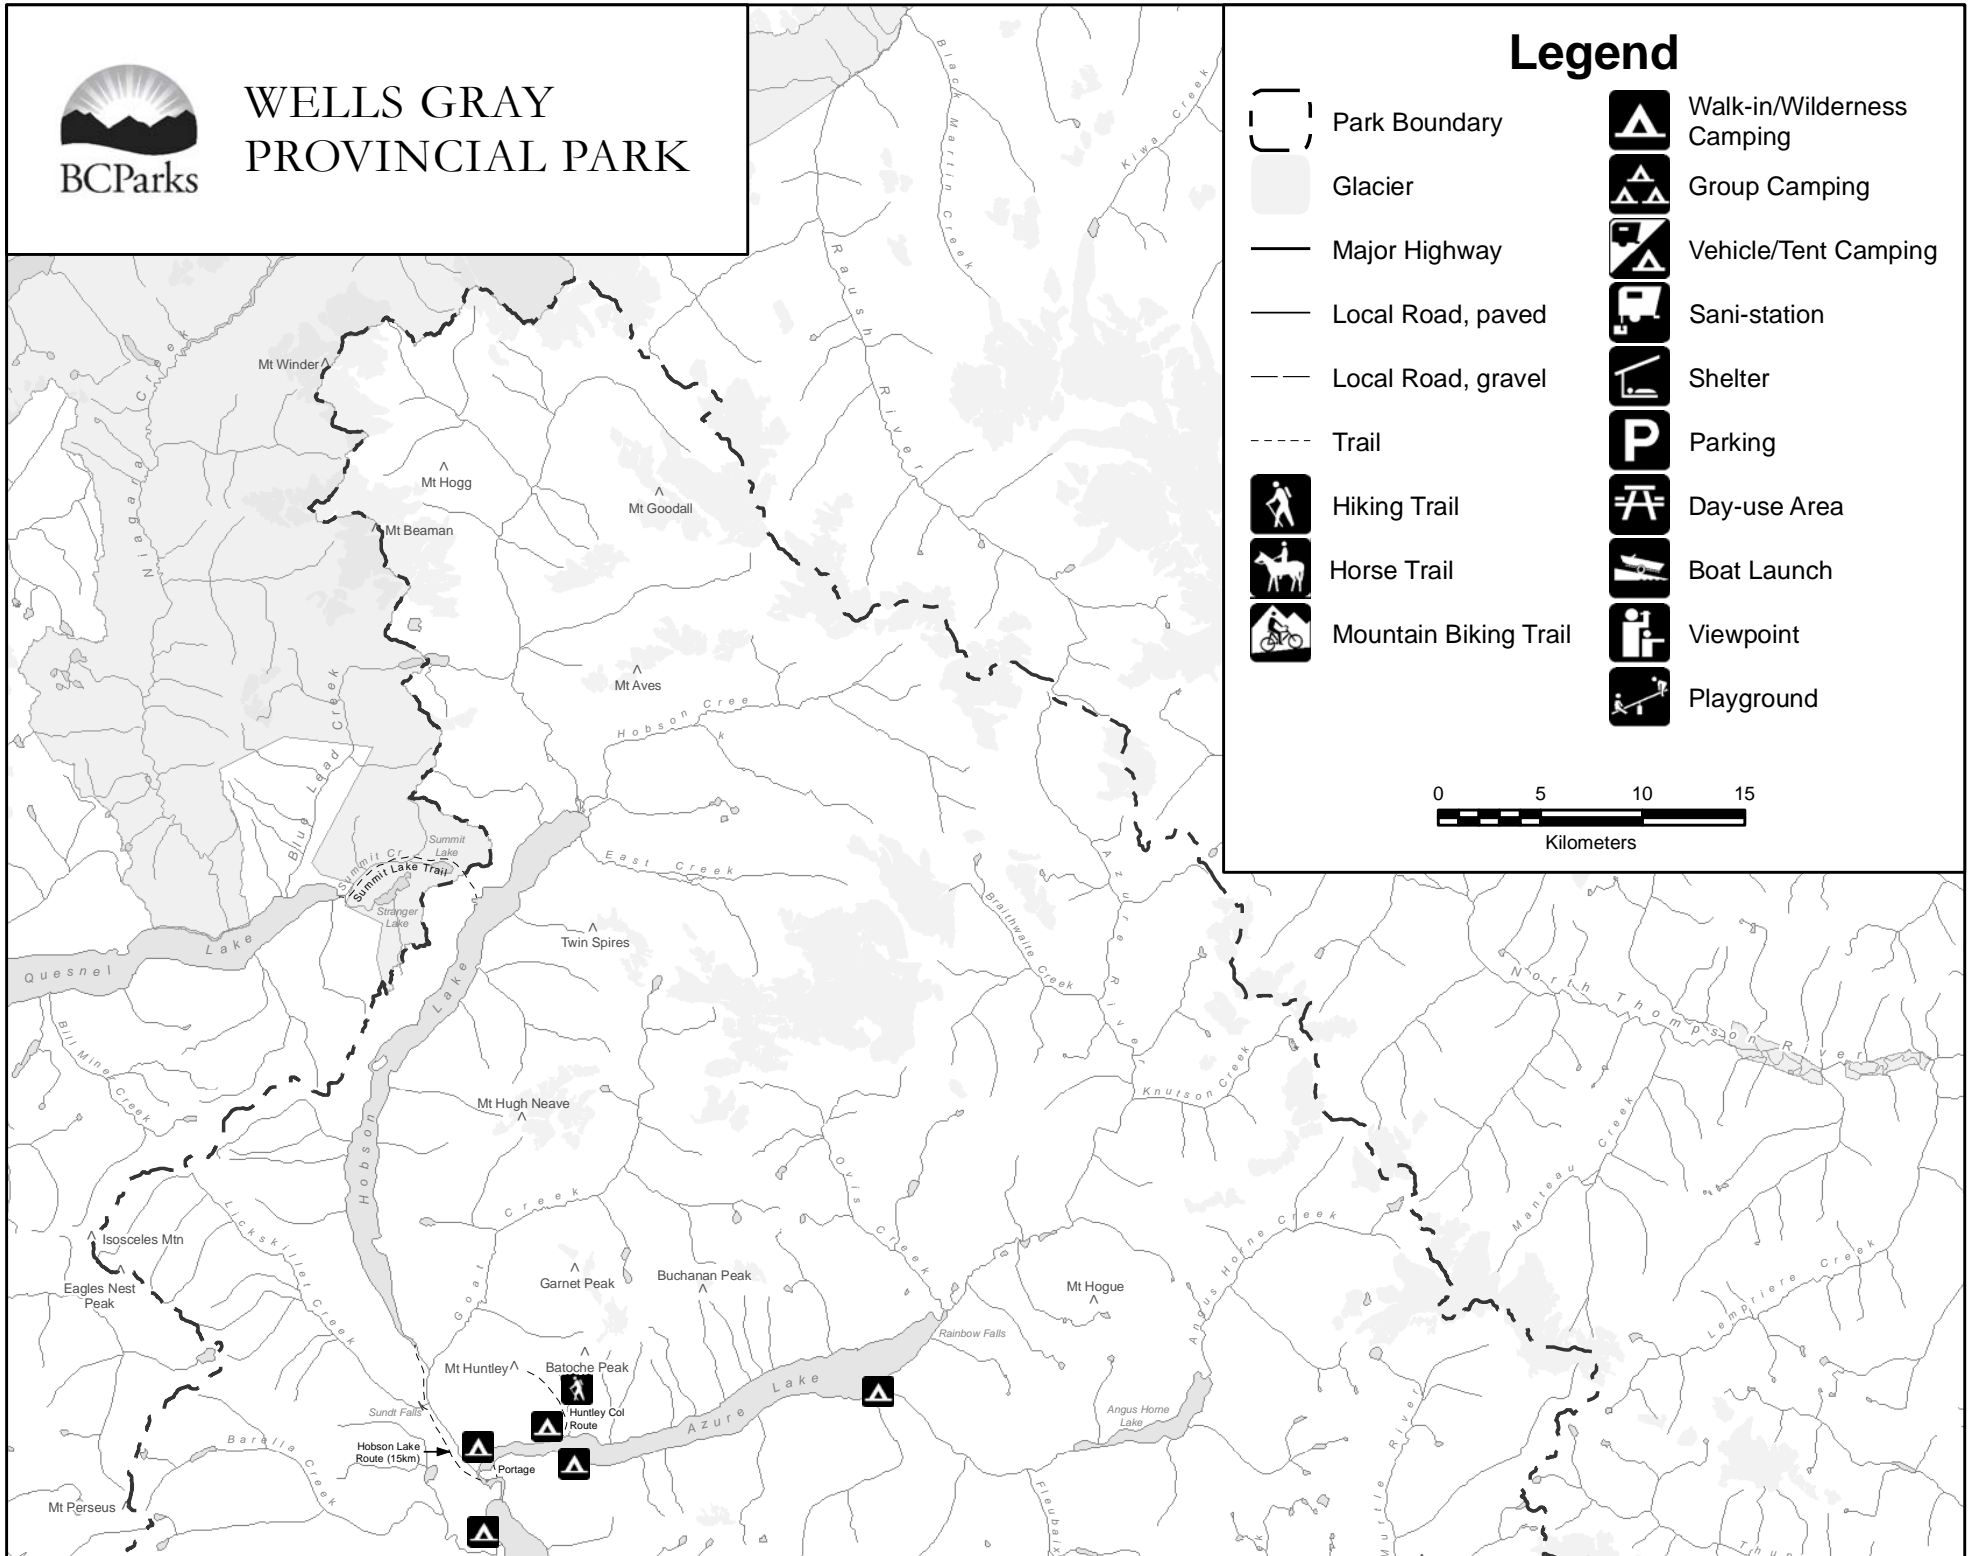 BCParks
WELLS GRAY
PROVINCIAL PARK
Legend
Park Boundary
Glacier
Major Highway
Local Road, paved
Local Road, gravel
Trail
Hiking Trail
Horse Trail
Mountain Biking Trail
Walk-in/Wilderness
Camping
Group Camping
Vehicle/Tent Camping
Sani-station
Shelter
P
Parking
Day-use Area
Boat Launch
Viewpoint
Playground
0 5 10 15
Kilometers
Black Martin Creek
Kiwa Creek
Raush River
Niagara Creek
Mt Winder
Mt Hogg
Mt Goodall
Mt Beaman
Mt Aves
Hobson Creek
Blue Lead Creek
Summit Cr
Summit
Lake
Summit Lake Trail
Stranger
Lake
East Creek
Quesnel Lake
Twin Spires
Braithwaite Creek
Azure River
North Thompson River
Bill Miner Creek
Hobson Lake
Mt Hugh Neave
Knutson Creek
Manteau Creek
Ovis Creek
Goat Creek
Lickskillet Creek
Isosceles Mtn
Eagles Nest
Peak
Garnet Peak
Buchanan Peak
Mt Hogue
Angus Horne Creek
Lempriere Creek
Rainbow Falls
Mt Huntley
Batoche Peak
Huntley Col
Route
Azure Lake
Angus Horne
Lake
Sundt Falls
Hobson Lake
Route (15km)
Portage
Barella Creek
Mt Perseus
Fleubaix
Murtle River